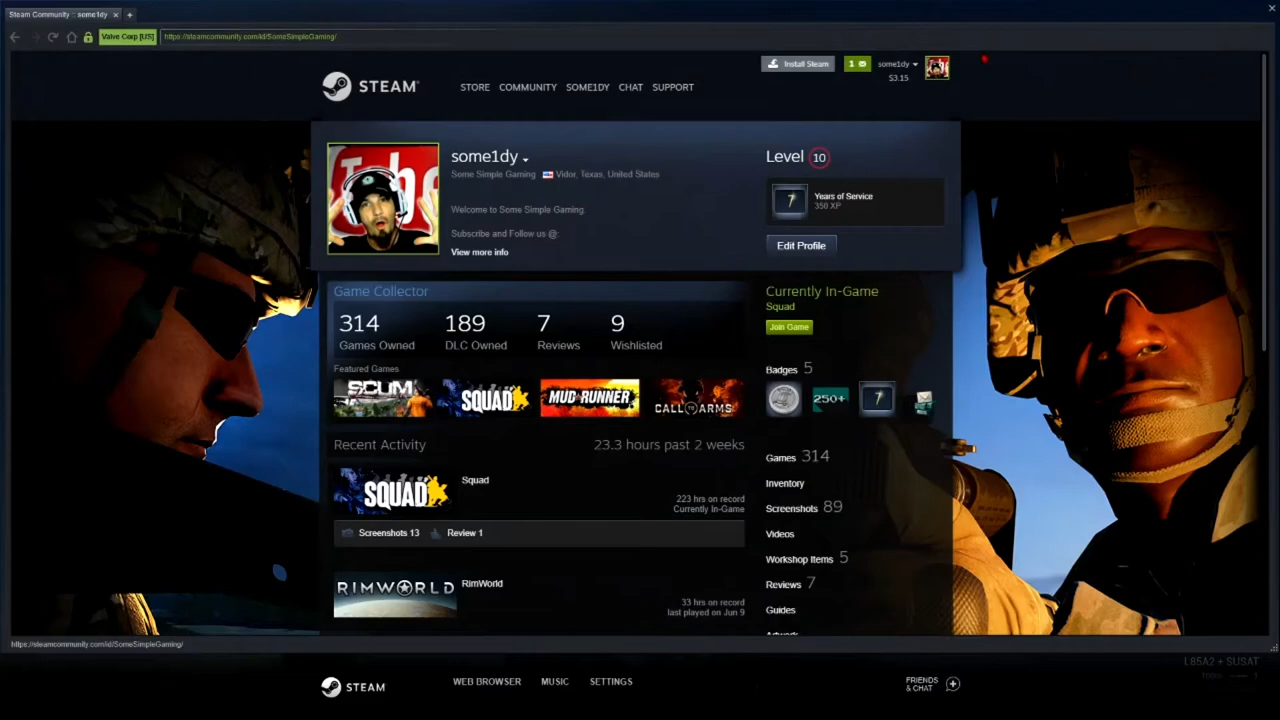 Steam Community :: some1dy
Valve Corp [US]
https://steamcommunity.com/id/SomeSimpleGaming/
Install Steam
1
some1dy
$3.15
STEAM
STORE COMMUNITY SOME1DY CHAT SUPPORT
some1dy
Some Simple Gaming Vidor, Texas, United States
Welcome to Some Simple Gaming.
Subscribe and Follow us @:
View more info
Level 10
Years of Service
350 XP
Edit Profile
Game Collector
314 189 7 9
Games Owned DLC Owned Reviews Wishlisted
Featured Games
SCUM SQUAD MUDRUNNER CALL TO ARMS
Recent Activity 23.3 hours past 2 weeks
SQUAD
Squad
223 hrs on record
Currently In-Game
Screenshots 13 Review 1
RIMWORLD
RimWorld
33 hrs on record
last played on Jun 9
Currently In-Game
Squad
Join Game
Badges 5
250+
Games 314
Inventory
Screenshots 89
Videos
Workshop Items 5
Reviews 7
Guides
Artwork
https://steamcommunity.com/id/SomeSimpleGaming/
L85A2 + SUSAT
STEAM
WEB BROWSER MUSIC SETTINGS
FRIENDS
& CHAT